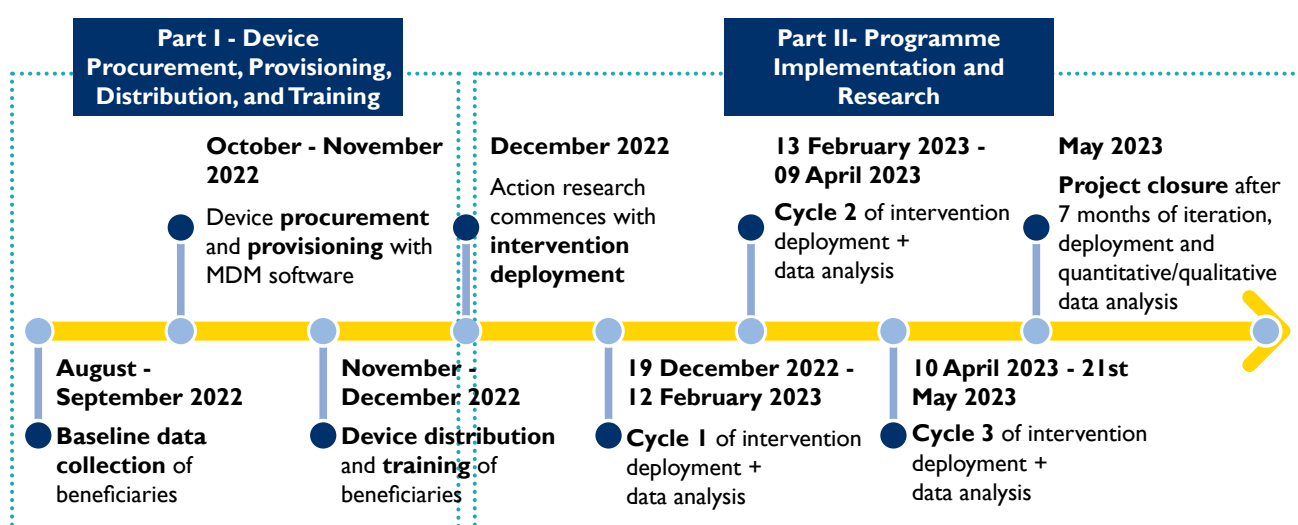 Part I - Device
Procurement, Provisioning,
Distribution, and Training
Part II- Programme
Implementation and
Research
October - November
2022
Device procurement
and provisioning with
MDM software
December 2022
Action research
commences with
intervention
deployment
13 February 2023 -
09 April 2023
Cycle 2 of intervention
deployment +
data analysis
May 2023
Project closure after
7 months of iteration,
deployment and
quantitative/qualitative
data analysis
August -
September 2022
Baseline data
collection of
beneficiaries
November -
December 2022
Device distribution
and training of
beneficiaries
19 December 2022 -
12 February 2023
Cycle 1 of intervention
deployment +
data analysis
10 April 2023 - 21st
May 2023
Cycle 3 of intervention
deployment +
data analysis